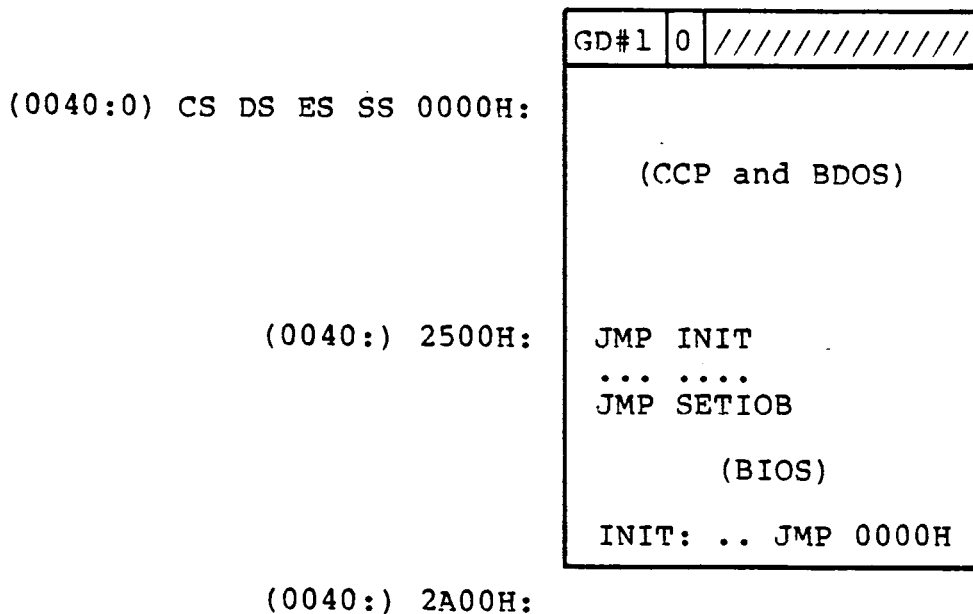 GD#1 0 /////////////
(0040:0) CS DS ES SS 0000H:
(CCP and BDOS)
(0040:) 2500H: JMP INIT
... ....
JMP SETIOB
(BIOS)
INIT: .. JMP 0000H
(0040:) 2A00H: